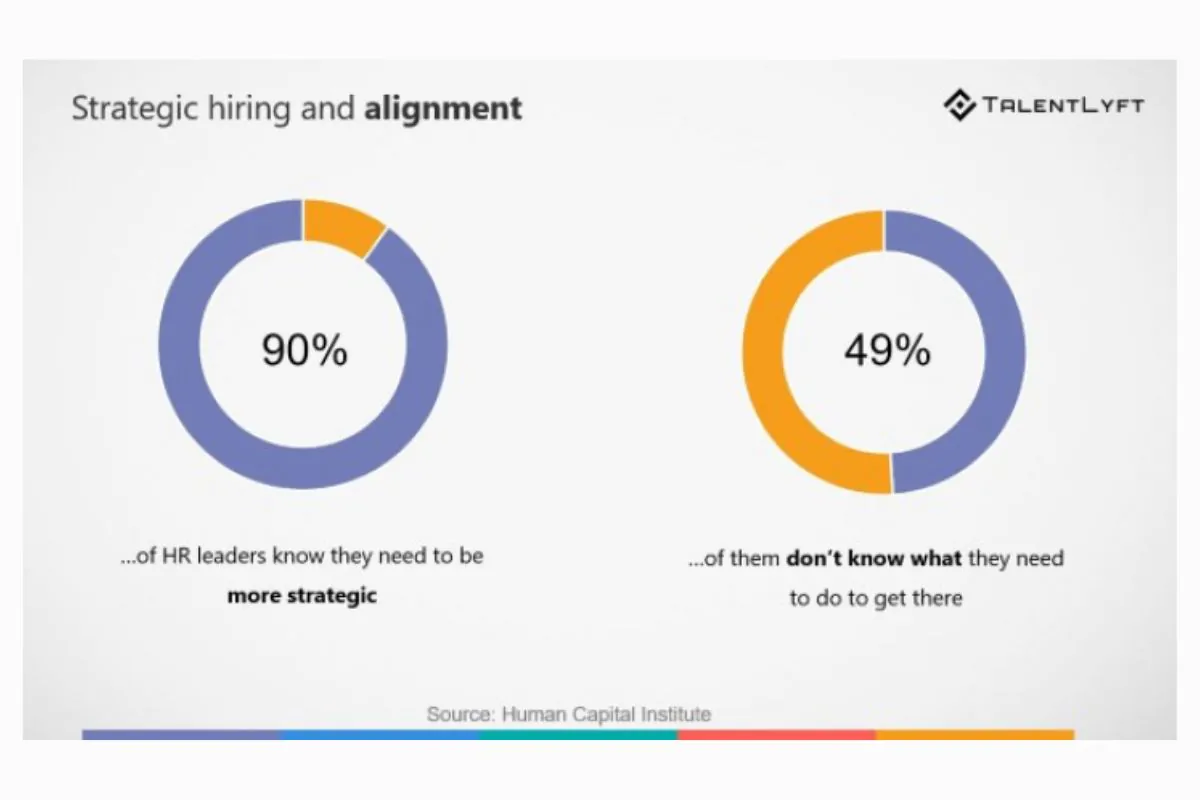 Strategic hiring and alignment
TALENTLYFT
90%
49%
...of HR leaders know they need to be
more strategic
...of them don't know what they need
to do to get there
Source: Human Capital Institute